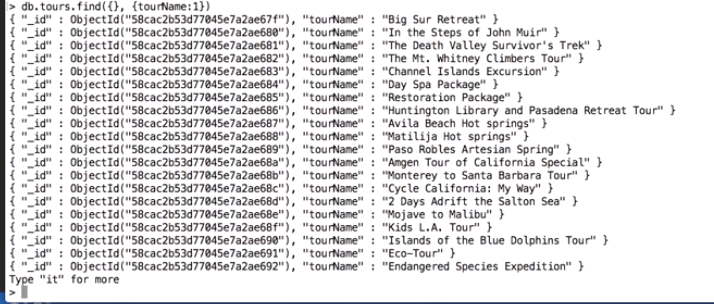 > db.tours.find({}, {tourName:1})
{ "_id" : ObjectId("58cac2b53d77045e7a2ae67f"), "tourName" : "Big Sur Retreat" }
{ "_id" : ObjectId("58cac2b53d77045e7a2ae680"), "tourName" : "In the Steps of John Muir" }
{ "_id" : ObjectId("58cac2b53d77045e7a2ae681"), "tourName" : "The Death Valley Survivor's Trek" }
{ "_id" : ObjectId("58cac2b53d77045e7a2ae682"), "tourName" : "The Mt. Whitney Climbers Tour" }
{ "_id" : ObjectId("58cac2b53d77045e7a2ae683"), "tourName" : "Channel Islands Excursion" }
{ "_id" : ObjectId("58cac2b53d77045e7a2ae684"), "tourName" : "Day Spa Package" }
{ "_id" : ObjectId("58cac2b53d77045e7a2ae685"), "tourName" : "Restoration Package" }
{ "_id" : ObjectId("58cac2b53d77045e7a2ae686"), "tourName" : "Huntington Library and Pasadena Retreat Tour" }
{ "_id" : ObjectId("58cac2b53d77045e7a2ae687"), "tourName" : "Avila Beach Hot springs" }
{ "_id" : ObjectId("58cac2b53d77045e7a2ae688"), "tourName" : "Matilija Hot springs" }
{ "_id" : ObjectId("58cac2b53d77045e7a2ae689"), "tourName" : "Paso Robles Artesian Spring" }
{ "_id" : ObjectId("58cac2b53d77045e7a2ae68a"), "tourName" : "Amgen Tour of California Special" }
{ "_id" : ObjectId("58cac2b53d77045e7a2ae68b"), "tourName" : "Monterey to Santa Barbara Tour" }
{ "_id" : ObjectId("58cac2b53d77045e7a2ae68c"), "tourName" : "Cycle California: My Way" }
{ "_id" : ObjectId("58cac2b53d77045e7a2ae68d"), "tourName" : "2 Days Adrift the Salton Sea" }
{ "_id" : ObjectId("58cac2b53d77045e7a2ae68e"), "tourName" : "Mojave to Malibu" }
{ "_id" : ObjectId("58cac2b53d77045e7a2ae68f"), "tourName" : "Kids L.A. Tour" }
{ "_id" : ObjectId("58cac2b53d77045e7a2ae690"), "tourName" : "Islands of the Blue Dolphins Tour" }
{ "_id" : ObjectId("58cac2b53d77045e7a2ae691"), "tourName" : "Eco-Tour" }
{ "_id" : ObjectId("58cac2b53d77045e7a2ae692"), "tourName" : "Endangered Species Expedition" }
Type "it" for more
>